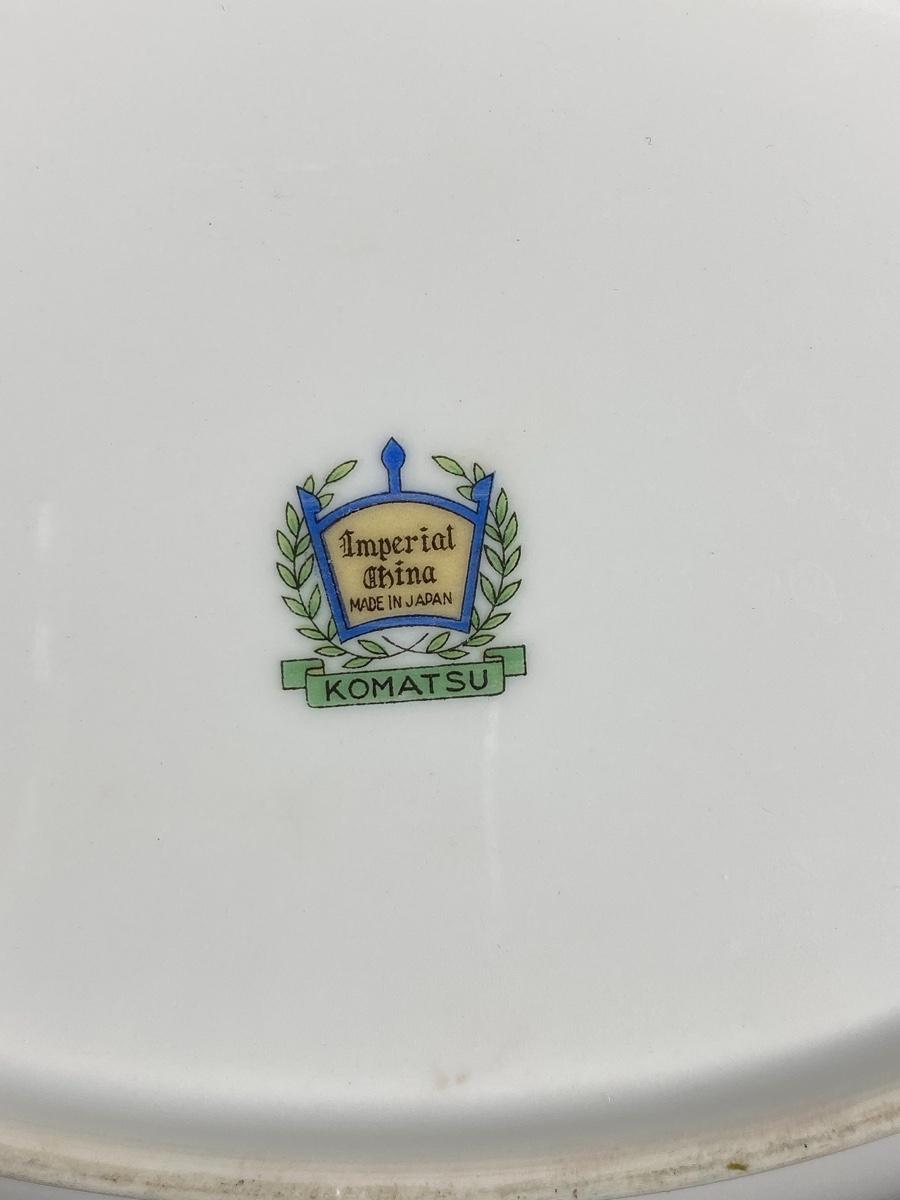 Imperial
China
MADE IN JAPAN
KOMATSU